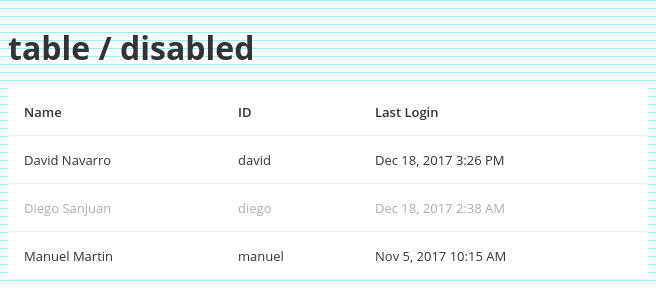 table / disabled
Name ID Last Login
David Navarro david Dec 18, 2017 3:26 PM
Diego Sanjuan diego Dec 18, 2017 2:38 AM
Manuel Martin manuel Nov 5, 2017 10:15 AM